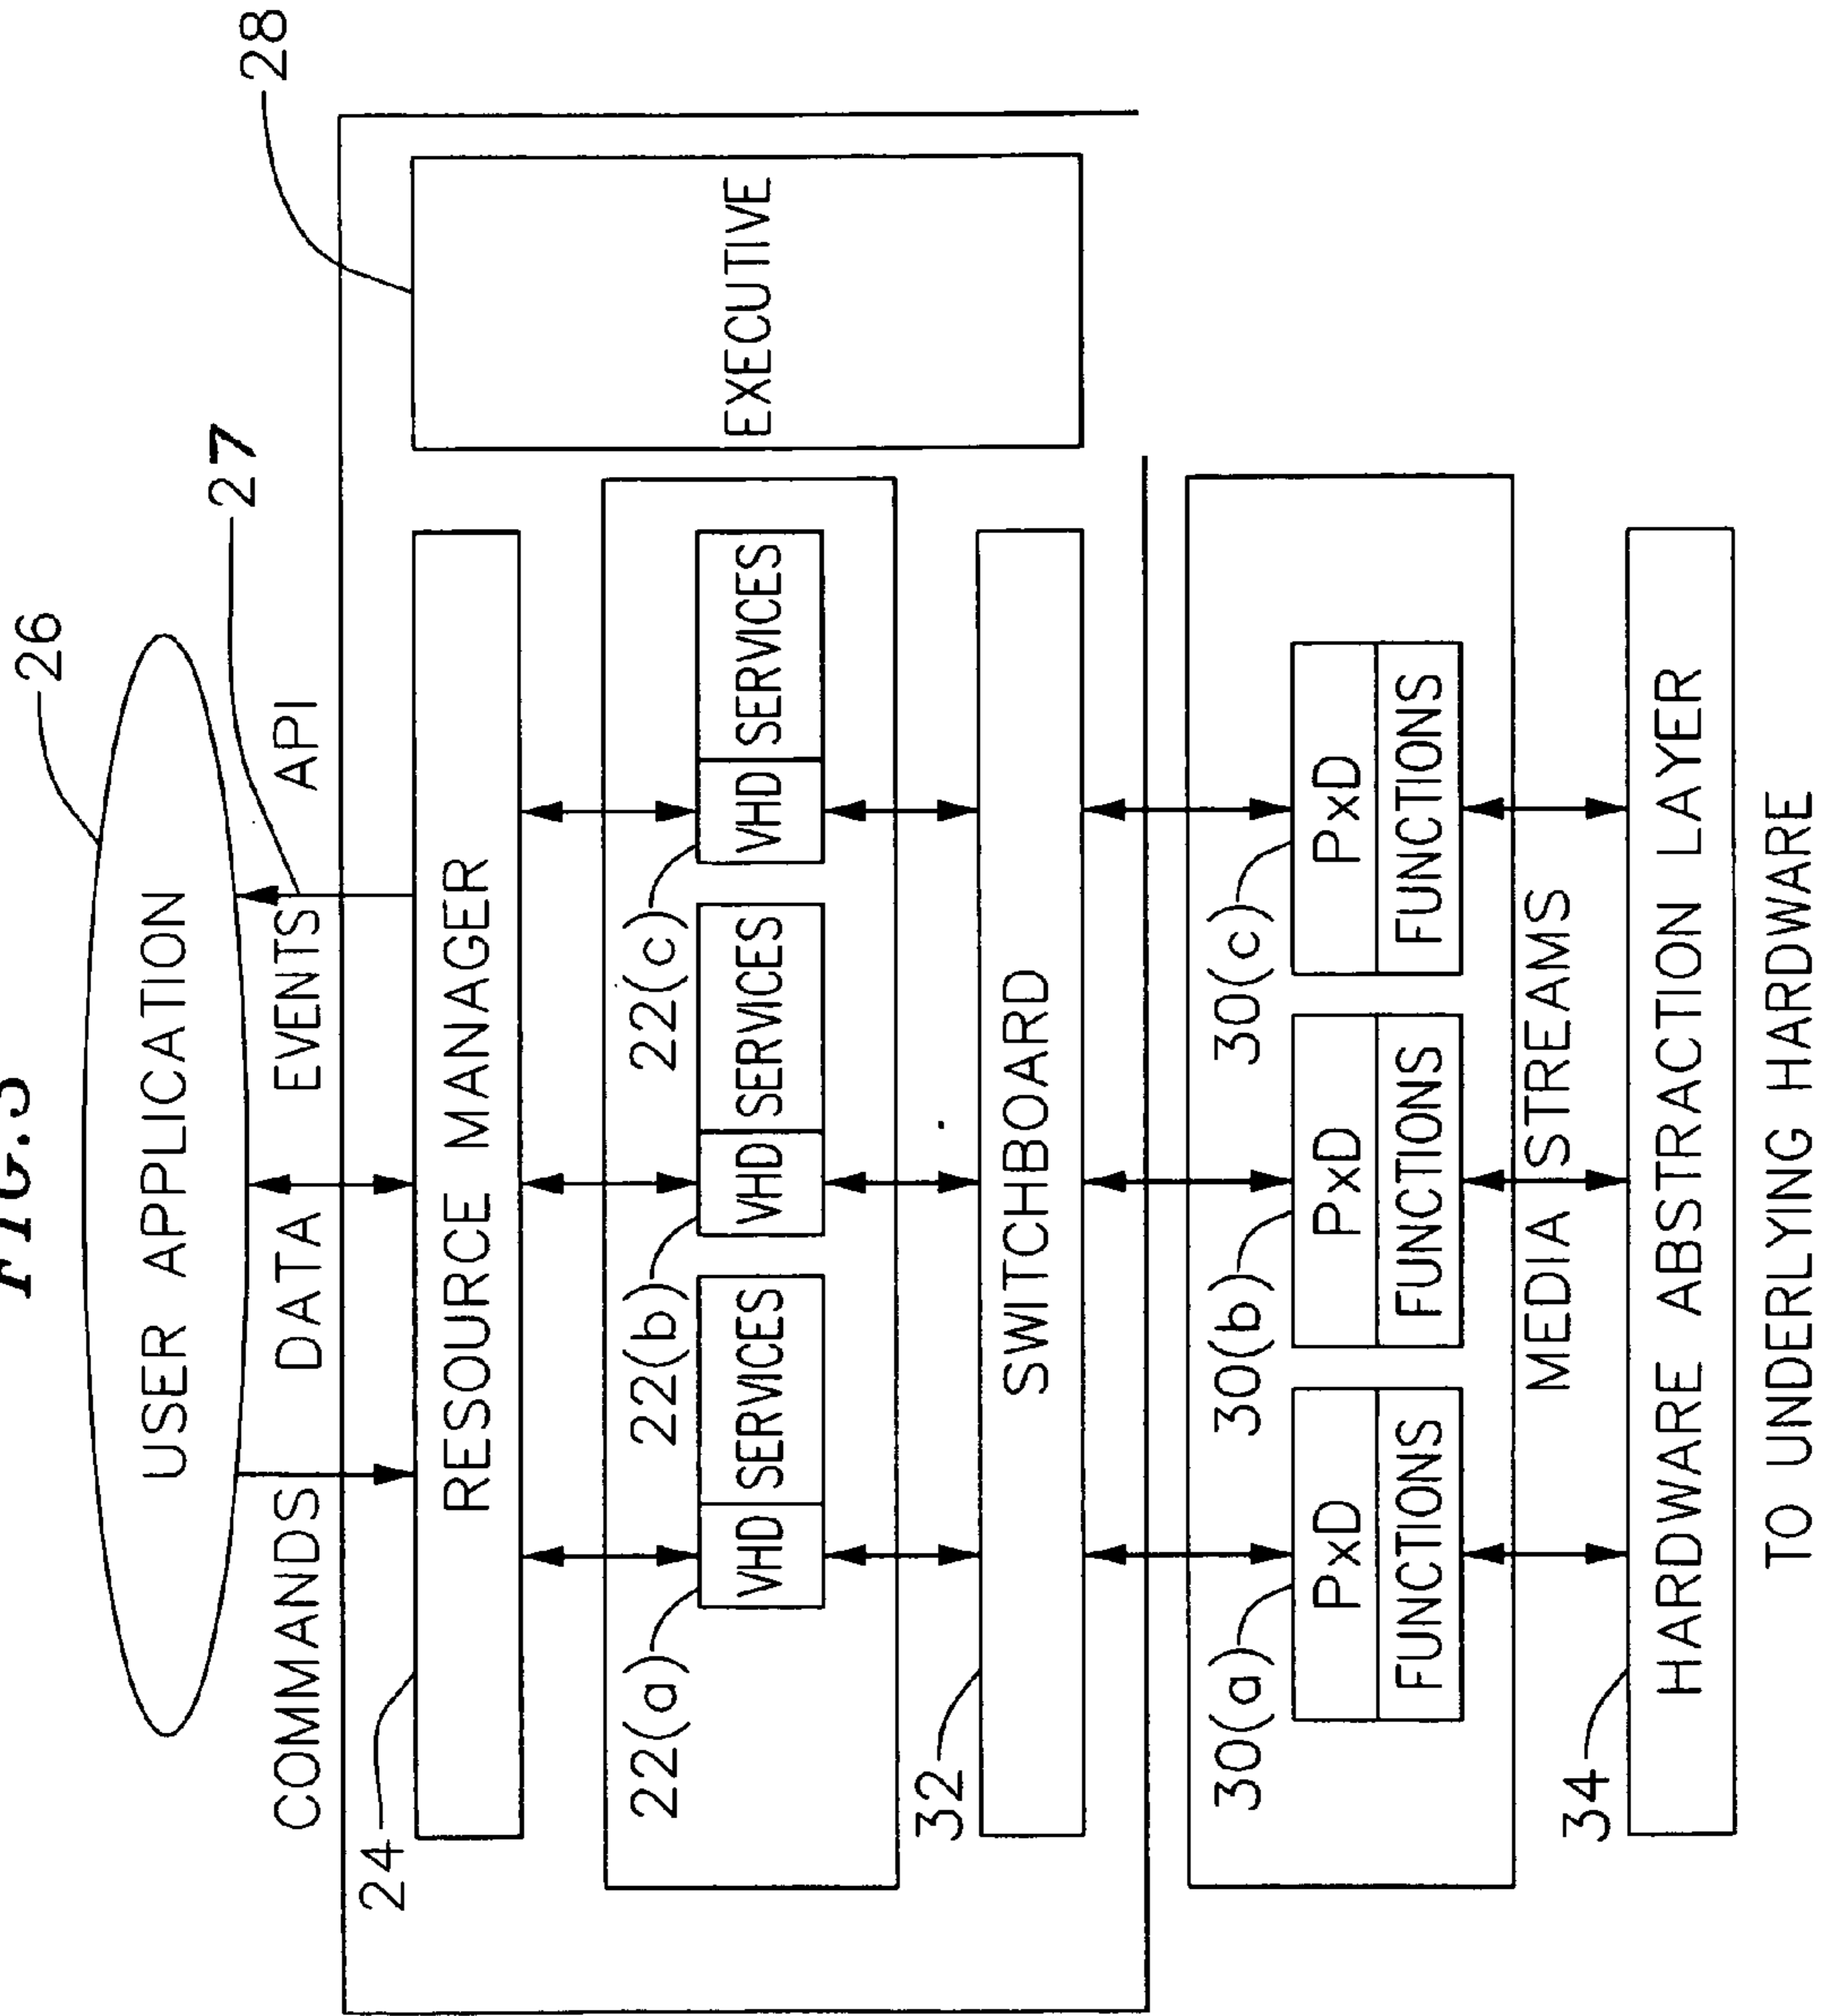 26
USER APPLICATION
27
28
COMMANDS DATA EVENTS API
24
RESOURCE MANAGER
EXECUTIVE
22(a) 22(b) 22(c)
VHD SERVICES VHD SERVICES VHD SERVICES
32
SWITCHBOARD
30(a) 30(b) 30(c)
PxD PxD PxD
FUNCTIONS FUNCTIONS FUNCTIONS
MEDIA STREAMS
34
HARDWARE ABSTRACTION LAYER
TO UNDERLYING HARDWARE